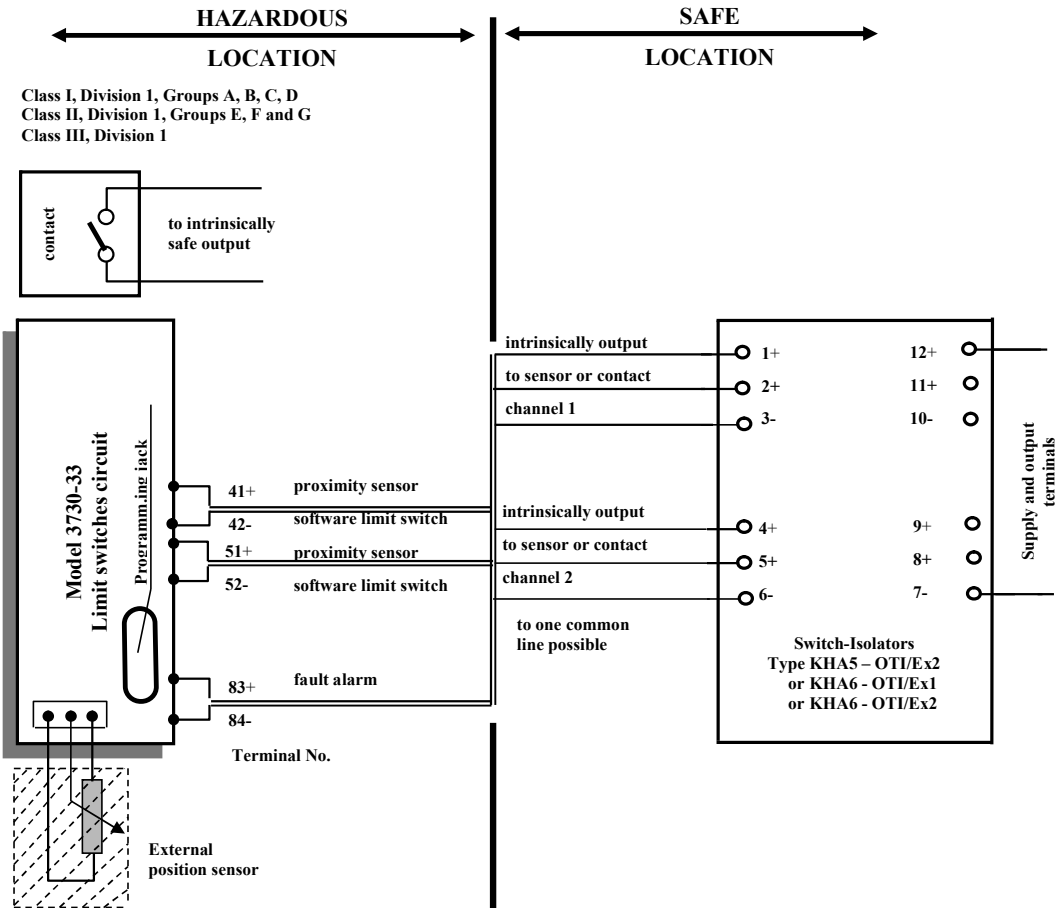 HAZARDOUS
LOCATION
SAFE
LOCATION
Class I, Division 1, Groups A, B, C, D
Class II, Division 1, Groups E, F and G
Class III, Division 1
contact
to intrinsically
safe output
Model 3730-33
Limit switches circuit
Programm.ing jack
41+
proximity sensor
42-
software limit switch
51+
proximity sensor
52-
software limit switch
83+
fault alarm
84-
Terminal No.
External
position sensor
intrinsically output
to sensor or contact
channel 1
intrinsically output
to sensor or contact
channel 2
to one common
line possible
1+
2+
3-
4+
5+
6-
12+
11+
10-
9+
8+
7-
Switch-Isolators
Type KHA5 – OTI/Ex2
or KHA6 - OTI/Ex1
or KHA6 - OTI/Ex2
Supply and output
terminals